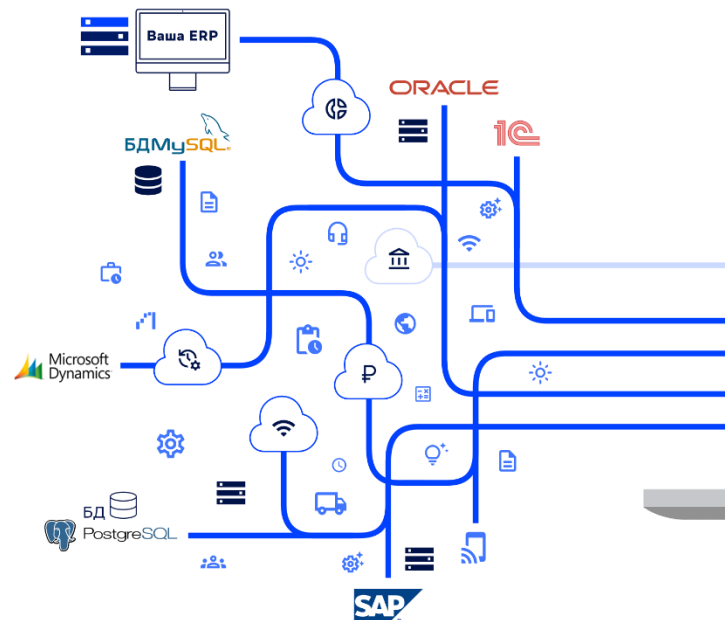 Ваша ERP
ORACLE
1С
БДMySQL
Microsoft
Dynamics
БД
PostgreSQL
SAP